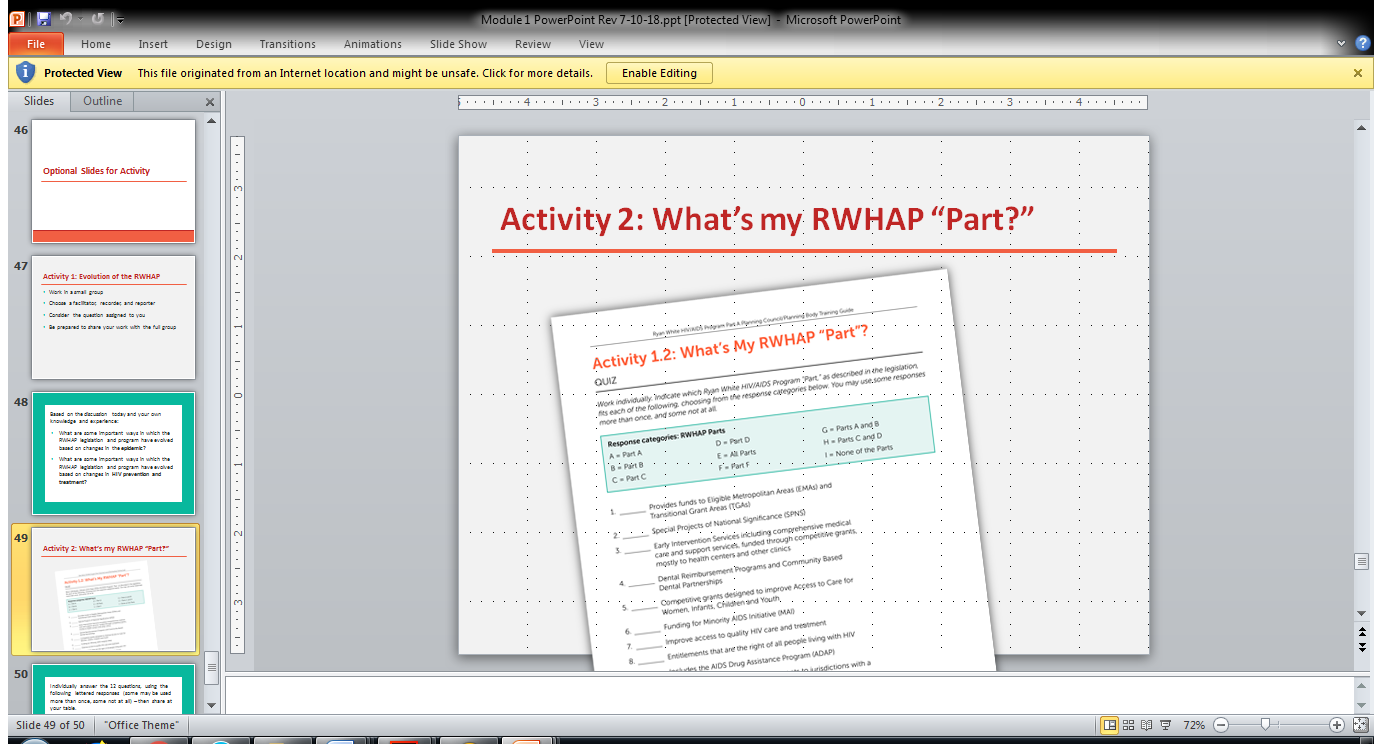 Module 1 PowerPoint Rev 7-10-18.ppt [Protected View] - Microsoft PowerPoint
File Home Insert Design Transitions Animations Slide Show Review View
Protected View This file originated from an Internet location and might be unsafe. Click for more details. Enable Editing
Slides Outline
46
Optional Slides for Activity
47
Activity 1: Evolution of the RWHAP
• Work in a small group
• Choose a facilitator, recorder, and reporter
• Consider the question assigned to you
• Be prepared to share your work with the full group
48
Based on the discussion today and your own
knowledge and experience:
• What are some important ways in which the
RWHAP legislation and program have evolved
based on changes in the epidemic?
• What are some important ways in which the
RWHAP legislation and program have evolved
based on changes in HIV prevention and
treatment?
49
Activity 2: What's my RWHAP “Part?”
50
Individually answer the 12 questions, using the
following lettered responses (some may be used
more than once, some not at all) – then share at
your table.
4 3 2 1 0 1 2 3 4
3
2
1
0
1
2
3
Activity 2: What’s my RWHAP “Part?”
Ryan White HIV/AIDS Program Part A Planning Council/Planning Body Training Guide
Activity 1.2: What’s My RWHAP “Part”?
QUIZ
Work individually. Indicate which Ryan White HIV/AIDS Program “Part,” as described in the legislation,
fits each of the following, choosing from the response categories below. You may use some responses
more than once, and some not at all.
Response categories: RWHAP Parts
A = Part A D = Part D G = Parts A and B
B = Part B E = All Parts H = Parts C and D
C = Part C F = Part F I = None of the Parts
1. ______ Provides funds to Eligible Metropolitan Areas (EMAs) and
Transitional Grant Areas (TGAs)
2. ______ Special Projects of National Significance (SPNS)
3. ______ Early Intervention Services including comprehensive medical
care and support services, funded through competitive grants,
mostly to health centers and other clinics
4. ______ Dental Reimbursement Programs and Community Based
Dental Partnerships
5. ______ Competitive grants designed to improve Access to Care for
Women, Infants, Children and Youth
6. ______ Funding for Minority AIDS Initiative (MAI)
7. ______ Improve access to quality HIV care and treatment
8. ______ Entitlements that are the right of all people living with HIV
Includes the AIDS Drug Assistance Program (ADAP)
to jurisdictions with a
Slide 49 of 50 "Office Theme" 72%